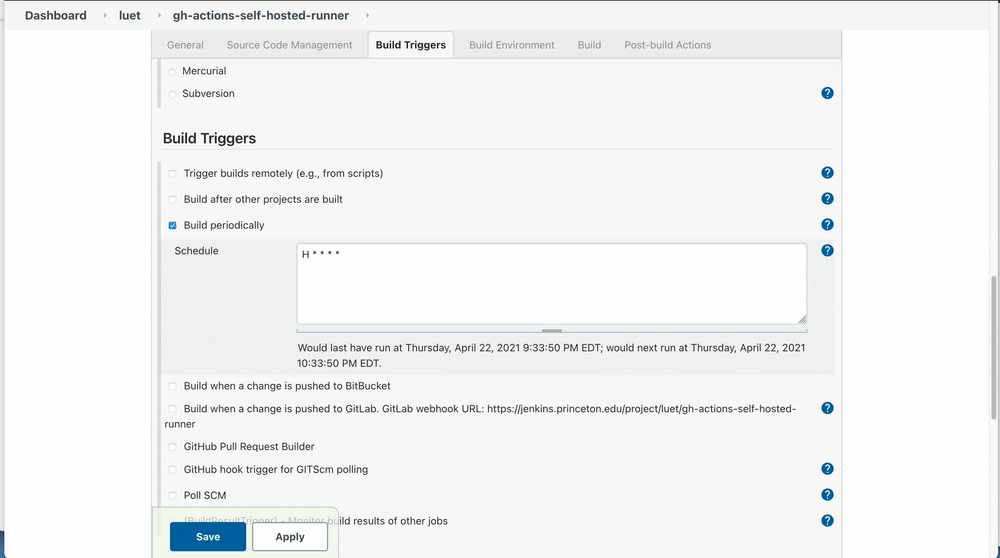 Dashboard › luet › gh-actions-self-hosted-runner ›
General Source Code Management Build Triggers Build Environment Build Post-build Actions
Mercurial
Subversion
?
Build Triggers
Trigger builds remotely (e.g., from scripts)
?
Build after other projects are built
?
Build periodically
?
Schedule
H * * * *
?
Would last have run at Thursday, April 22, 2021 9:33:50 PM EDT; would next run at Thursday, April 22, 2021
10:33:50 PM EDT.
Build when a change is pushed to BitBucket
Build when a change is pushed to GitLab. GitLab webhook URL: https://jenkins.princeton.edu/project/luet/gh-actions-self-hosted-
?
runner
GitHub Pull Request Builder
GitHub hook trigger for GITScm polling
?
Poll SCM
?
[BuildResultTrigger] - Monitor build results of other jobs
?
Save Apply